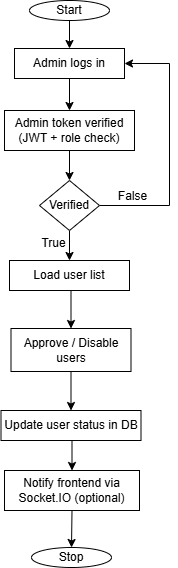 Start
Admin logs in
Admin token verified
(JWT + role check)
Verified
False
True
Load user list
Approve / Disable
users
Update user status in DB
Notify frontend via
Socket.IO (optional)
Stop